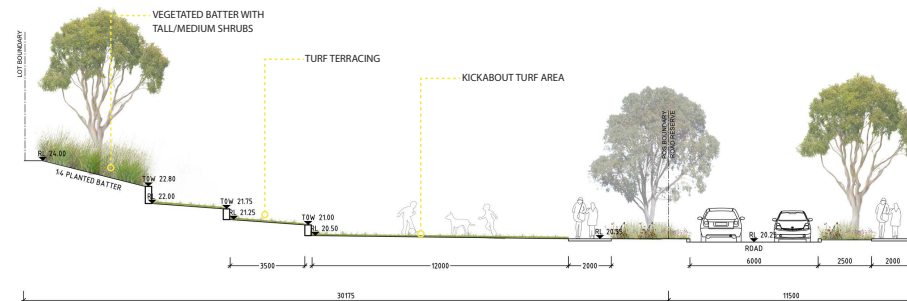 VEGETATED BATTER WITH
TALL/MEDIUM SHRUBS
TURF TERRACING
KICKABOUT TURF AREA
LOT BOUNDARY
POS BOUNDARY
ROAD RESERVE
RL 24.00
1:4 PLANTED BATTER
TOW 22.80
RL 22.00
TOW 21.75
RL 21.25
TOW 21.00
RL 20.50
RL 20.55
RL 20.25
ROAD
3500
12000
2000
6000
2500
2000
30175
11500